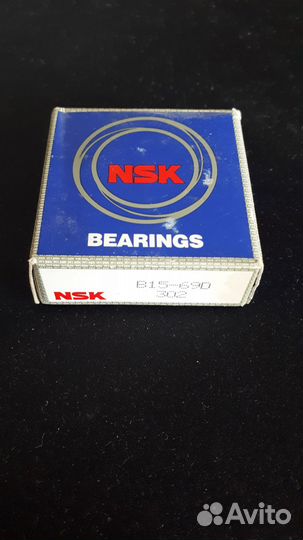 NSK
BEARINGS
NSK
B15-69D
302
Avito